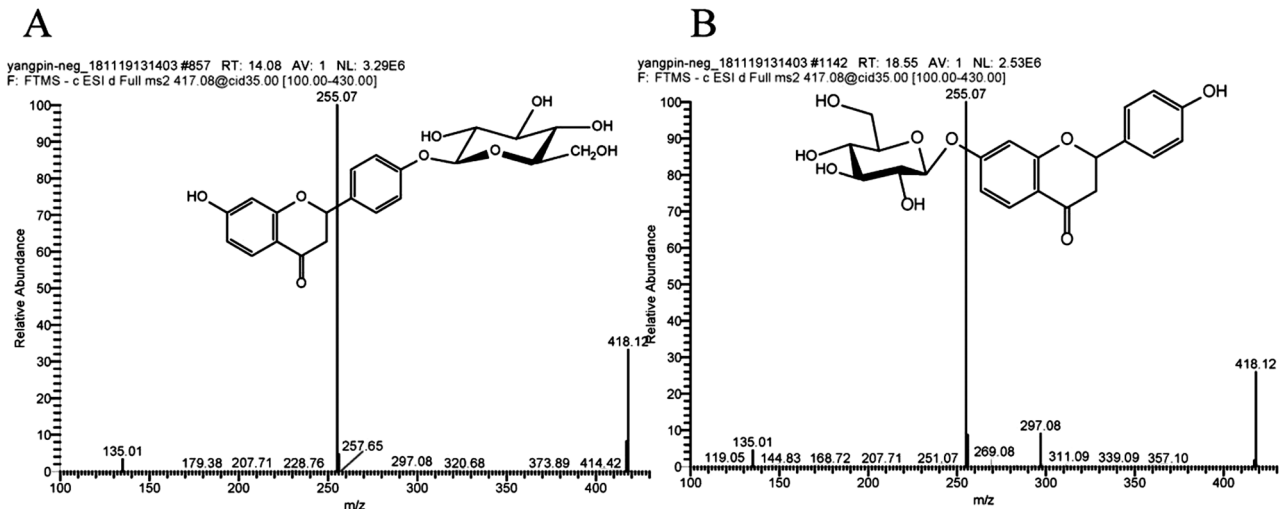 A
yangpin-neg_181119131403 #857 RT: 14.08 AV: 1 NL: 3.29E6
F: FTMS - c ESI d Full ms2 417.08@cid35.00 [100.00-430.00]
255.07
OH
HO
OH
O
O
CH2OH
HO
O
O
418.12
257.65
135.01
179.38 207.71 228.76 297.08 320.68 373.89 414.42
100
90
80
70
60
50
40
30
20
10
0
Relative Abundance
100 150 200 250 300 350 400
m/z
B
yangpin-neg_181119131403 #1142 RT: 18.55 AV: 1 NL: 2.53E6
F: FTMS - c ESI d Full ms2 417.08@cid35.00 [100.00-430.00]
255.07
OH
HO
O
O
O
HO
HO
OH
O
418.12
297.08
135.01
269.08
119.05 144.83 168.72 207.71 251.07 311.09 339.09 357.10
100
90
80
70
60
50
40
30
20
10
0
Relative Abundance
100 150 200 250 300 350 400
m/z